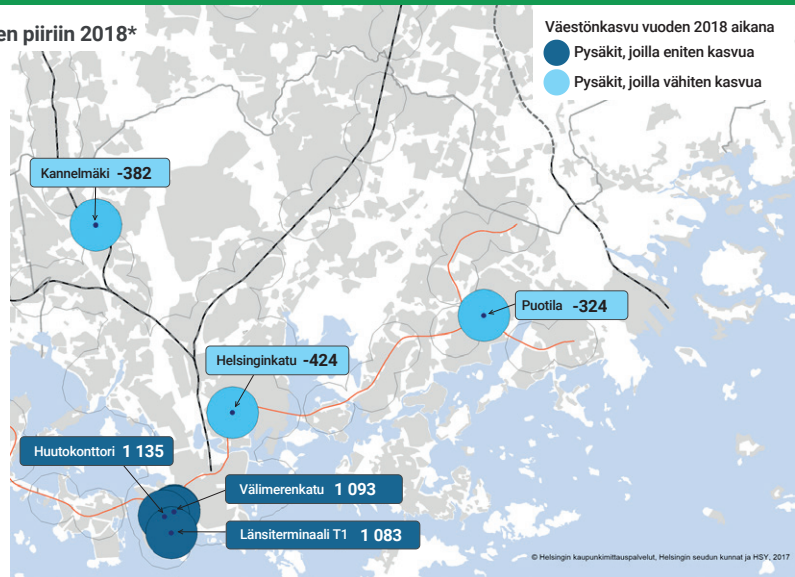 en piiriin 2018*
Väestönkasvu vuoden 2018 aikana
Pysäkit, joilla eniten kasvua
Pysäkit, joilla vähiten kasvua
Kannelmäki -382
Puotila -324
Helsinginkatu -424
Huutokonttori 1 135
Välimerenkatu 1 093
Länsiterminaali T1 1 083
© Helsingin kaupunkimittauspalvelut, Helsingin seudun kunnat ja HSY, 2017